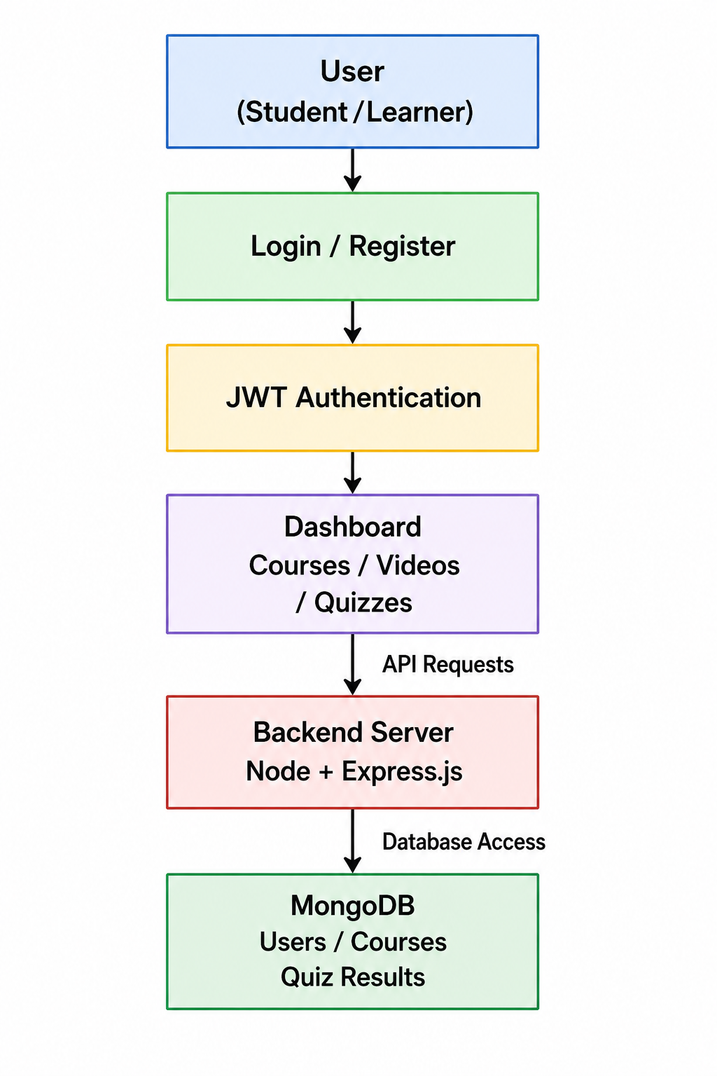 User
(Student/Learner)
Login / Register
JWT Authentication
Dashboard
Courses / Videos
/ Quizzes
API Requests
Backend Server
Node + Express.js
Database Access
MongoDB
Users / Courses
Quiz Results